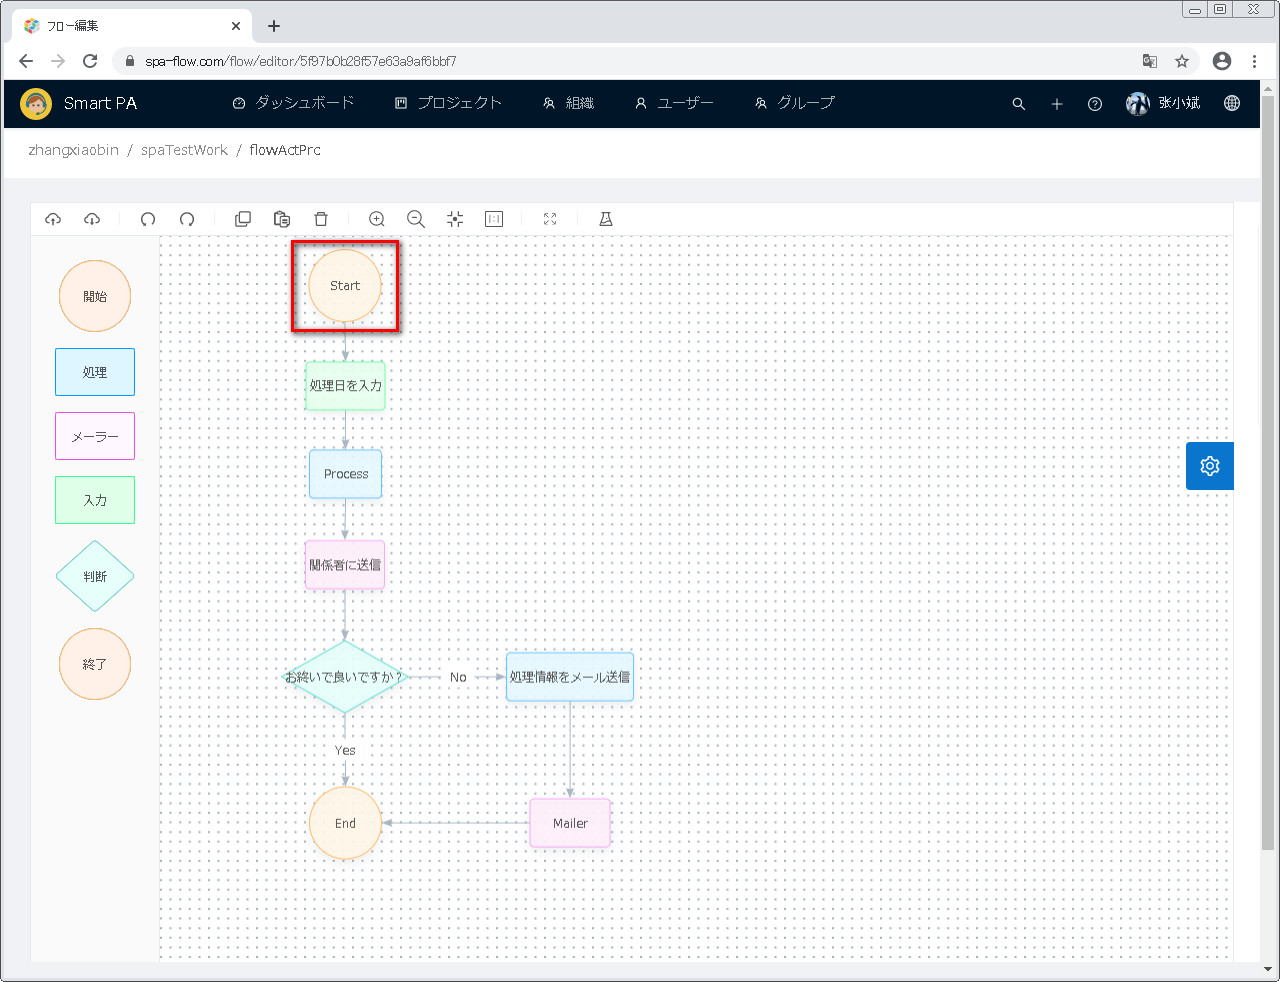 フロー編集
spa-flow.com/flow/editor/5f97b0b28f57e63a9af6bbf7
Smart PA
ダッシュボード
プロジェクト
組織
ユーザー
グループ
张小斌
zhangxiaobin / spaTestWork / flowActPrc
開始
処理
メーラー
入力
判断
終了
Start
処理日を入力
Process
関係者に送信
お終いで良いですか？
No
処理情報をメール送信
Yes
End
Mailer